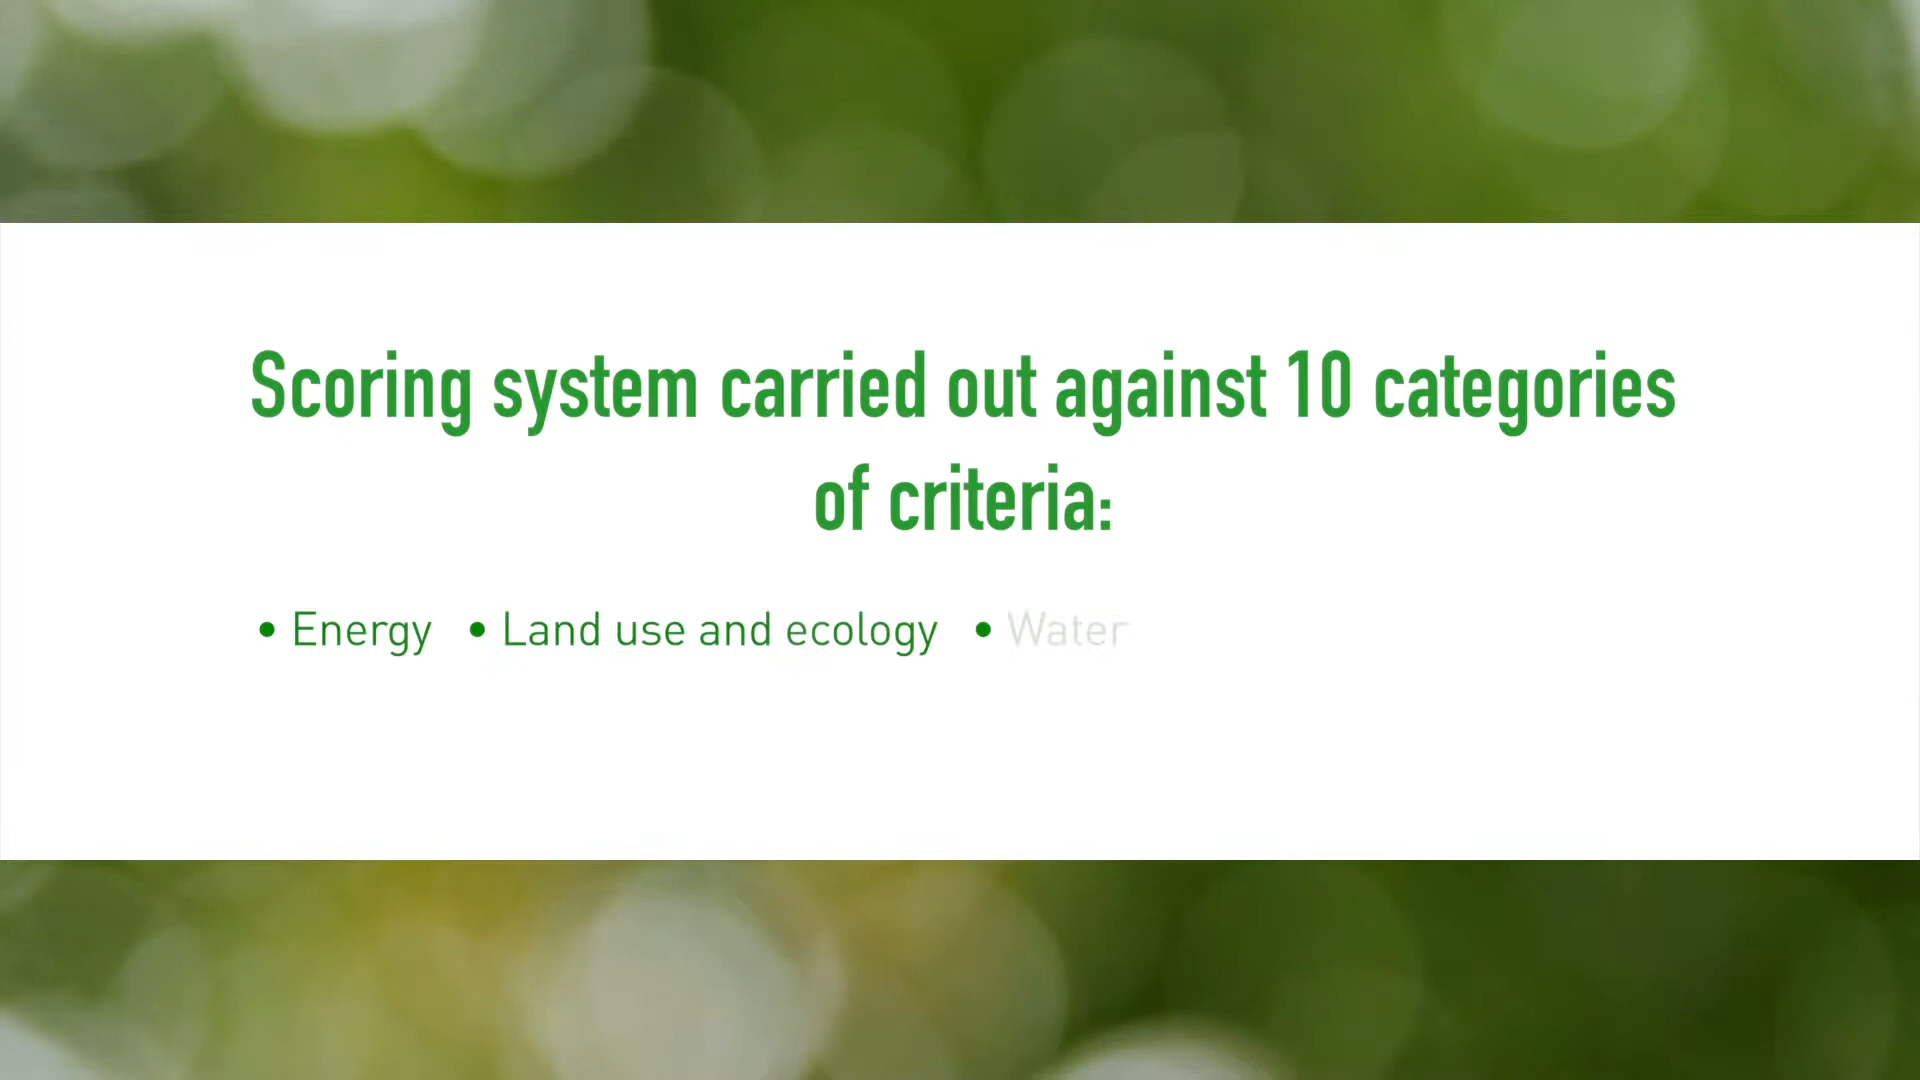 Scoring system carried out against 10 categories
of criteria:
• Energy • Land use and ecology • Water